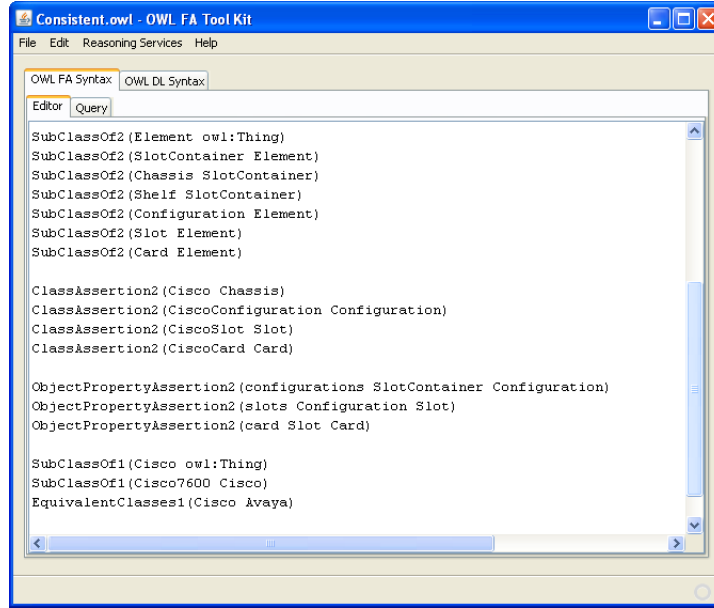 Consistent.owl - OWL FA Tool Kit
File Edit Reasoning Services Help
OWL FA Syntax OWL DL Syntax
Editor Query
SubClassOf2(Element owl:Thing)
SubClassOf2(SlotContainer Element)
SubClassOf2(Chassis SlotContainer)
SubClassOf2(Shelf SlotContainer)
SubClassOf2(Configuration Element)
SubClassOf2(Slot Element)
SubClassOf2(Card Element)
ClassAssertion2(Cisco Chassis)
ClassAssertion2(CiscoConfiguration Configuration)
ClassAssertion2(CiscoSlot Slot)
ClassAssertion2(CiscoCard Card)
ObjectPropertyAssertion2(configurations SlotContainer Configuration)
ObjectPropertyAssertion2(slots Configuration Slot)
ObjectPropertyAssertion2(card Slot Card)
SubClassOf1(Cisco owl:Thing)
SubClassOf1(Cisco7600 Cisco)
EquivalentClasses1(Cisco Avaya)